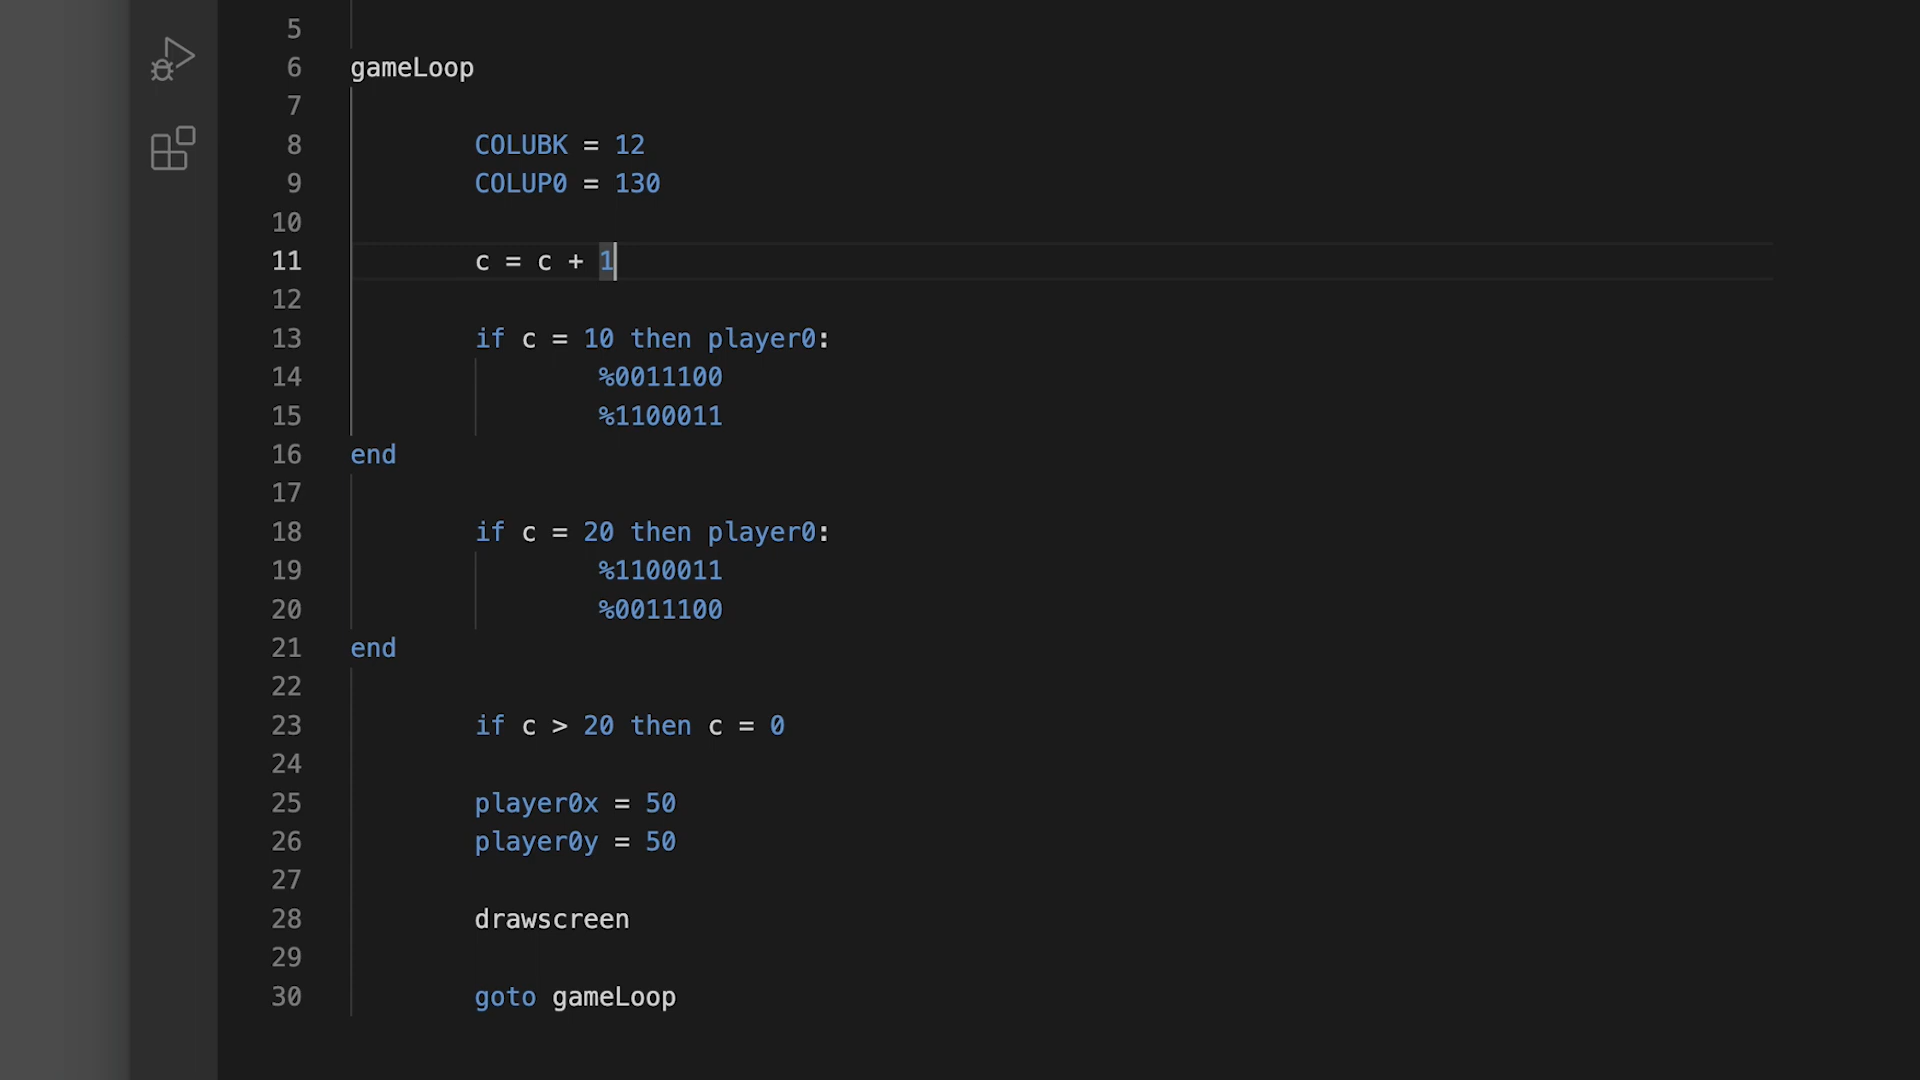 5
6 gameLoop
7
8 COLUBK = 12
9 COLUP0 = 130
10
11 c = c + 1
12
13 if c = 10 then player0:
14 %0011100
15 %1100011
16 end
17
18 if c = 20 then player0:
19 %1100011
20 %0011100
21 end
22
23 if c > 20 then c = 0
24
25 player0x = 50
26 player0y = 50
27
28 drawscreen
29
30 goto gameLoop